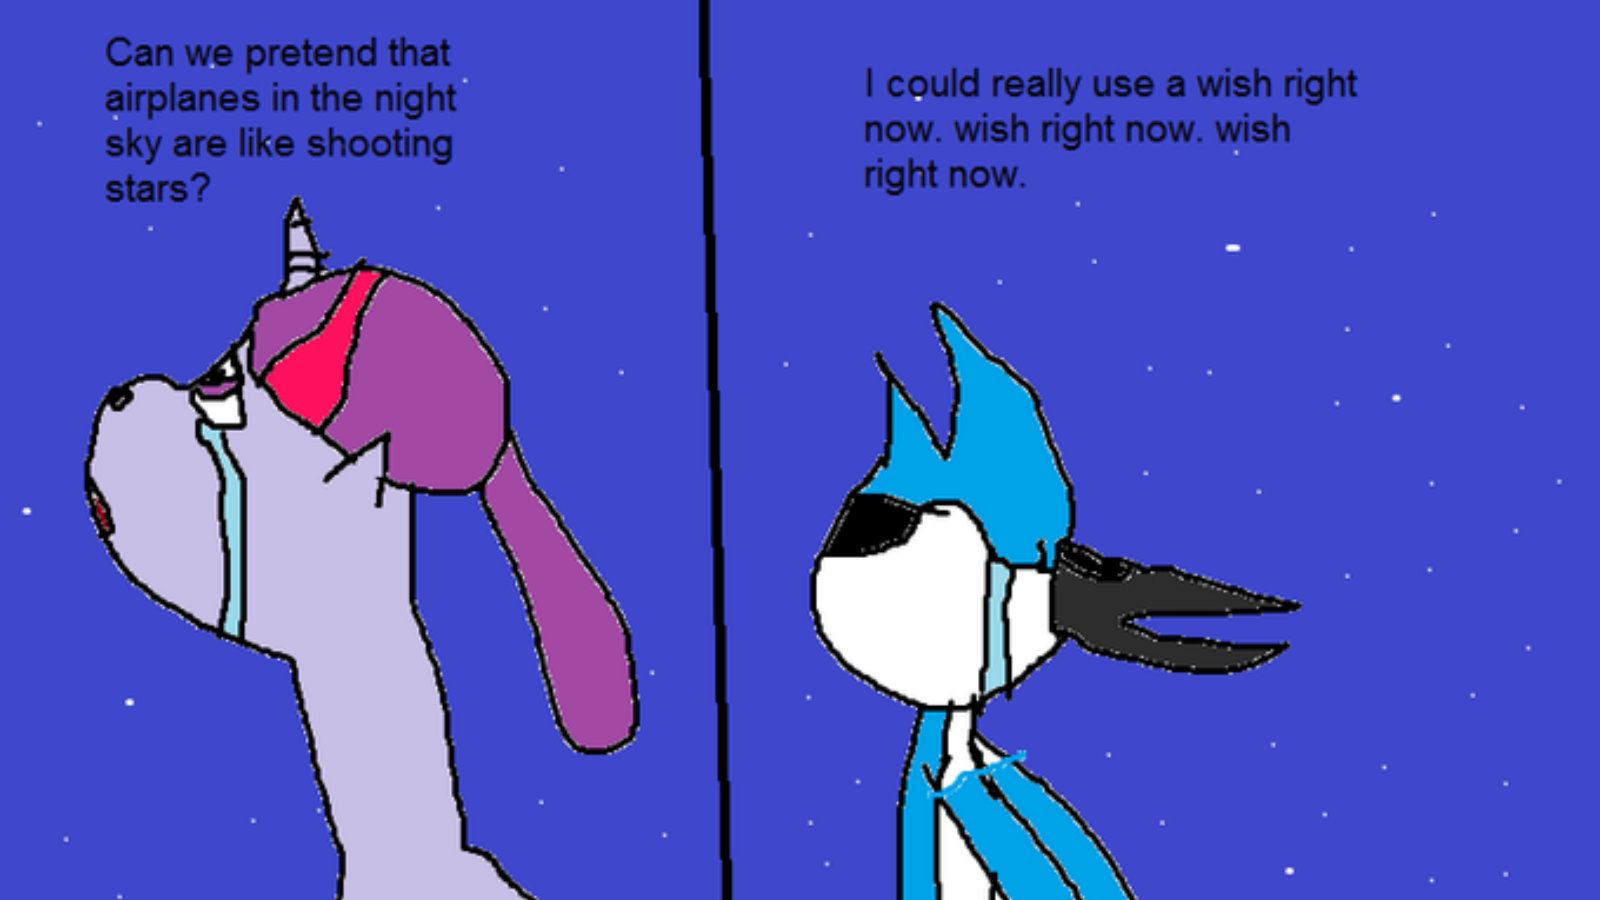 Can we pretend that
airplanes in the night
sky are like shooting
stars?
I could really use a wish right
now. wish right now. wish
right now.